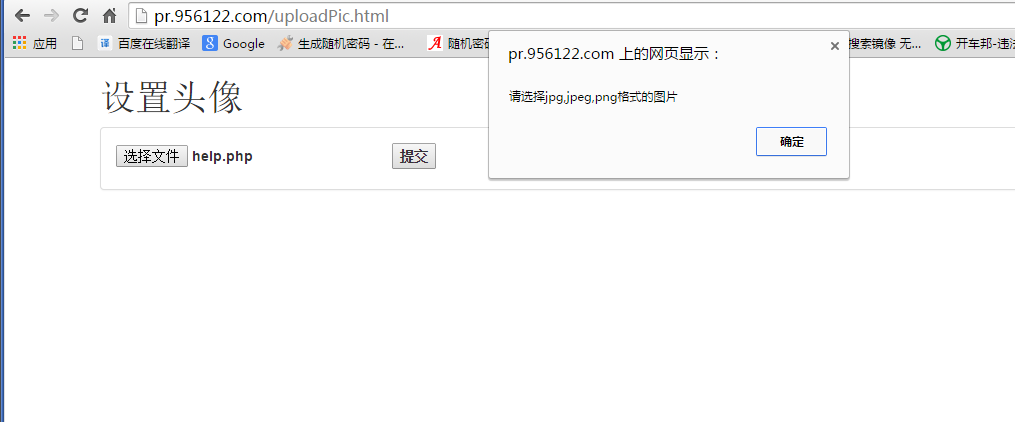 pr.956122.com/uploadPic.html
应用 译 百度在线翻译 Google 生成随机密码 - 在... 随机密 搜索镜像 无... 开车邦-违法
pr.956122.com 上的网页显示：
请选择jpg,jpeg,png格式的图片
确定
设置头像
选择文件 help.php 提交